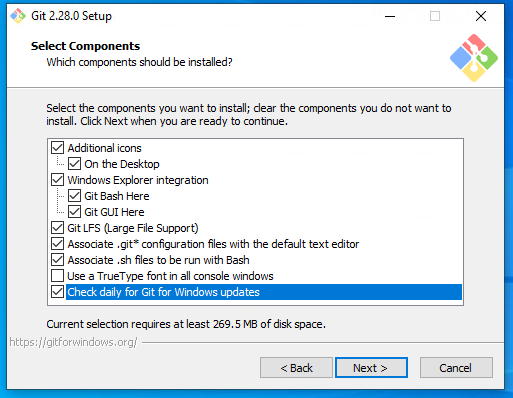 Git 2.28.0 Setup
Select Components
Which components should be installed?
Select the components you want to install; clear the components you do not want to
install. Click Next when you are ready to continue.
Additional icons
On the Desktop
Windows Explorer integration
Git Bash Here
Git GUI Here
Git LFS (Large File Support)
Associate .git* configuration files with the default text editor
Associate .sh files to be run with Bash
Use a TrueType font in all console windows
Check daily for Git for Windows updates
Current selection requires at least 269.5 MB of disk space.
https://gitforwindows.org/
< Back
Next >
Cancel